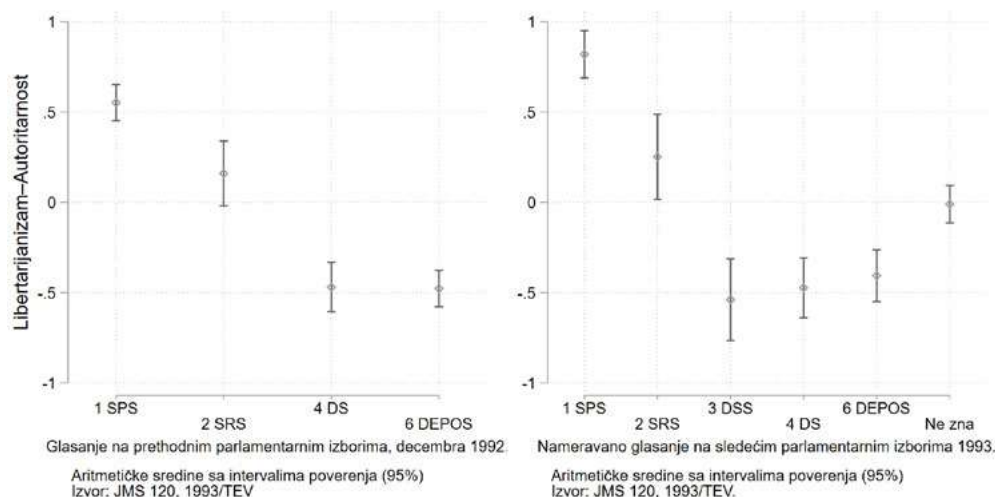 Libertarijanizam–Autoritarnost
1
.5
0
-.5
-1
1 SPS
2 SRS
4 DS
6 DEPOS
Glasanje na prethodnim parlamentarnim izborima, decembra 1992.
Aritmetičke sredine sa intervalima poverenja (95%)
Izvor: JMS 120, 1993/TEV
1
.5
0
-.5
-1
1 SPS
2 SRS
3 DSS
4 DS
6 DEPOS
Ne zna
Nameravano glasanje na sledećim parlamentarnim izborima 1993.
Aritmetičke sredine sa intervalima poverenja (95%)
Izvor: JMS 120, 1993/TEV.